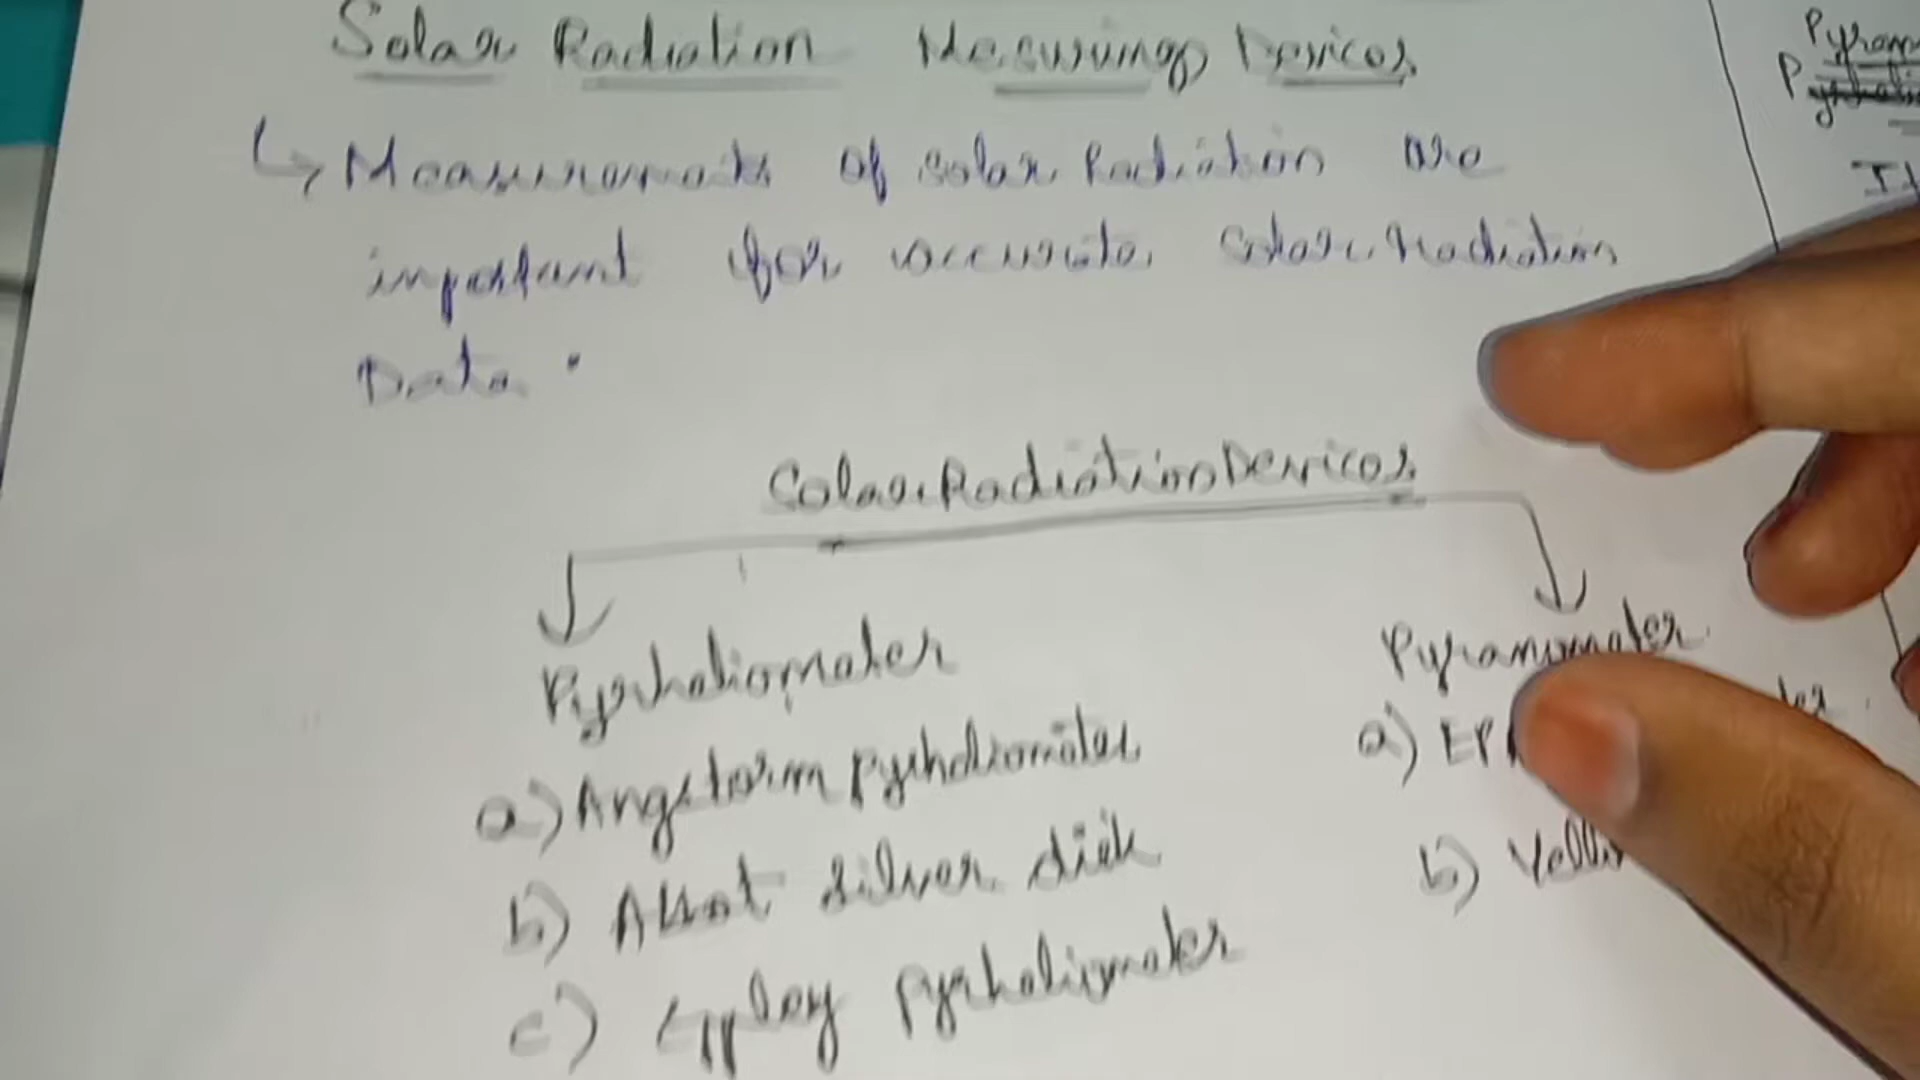 Solar Radiation Measuring Devices
Measurements of solar Radiation are
important for accurate solar radiation
Data.
Solar Radiation Devices
Pyrheliometer
a) Angstorm pyrheliometer
b) Abbot silver disk
c) Eppley pyrheliometer
Pyranometer
a)
b)